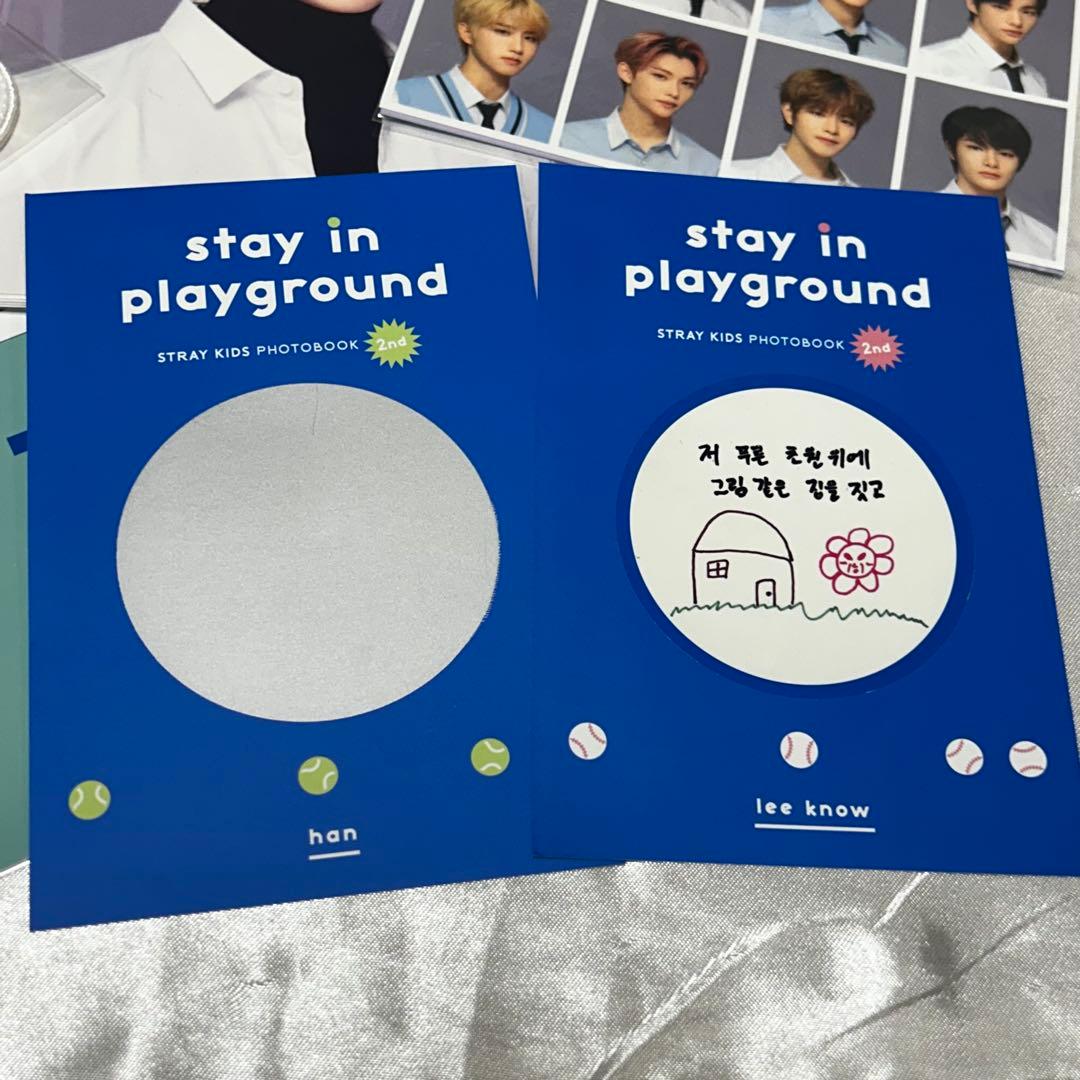 stay in
playground
STRAY KIDS PHOTOBOOK 2nd
han
stay in
playground
STRAY KIDS PHOTOBOOK 2nd
저 푸른 초원 위에
그림 같은 집을 짓고
lee know